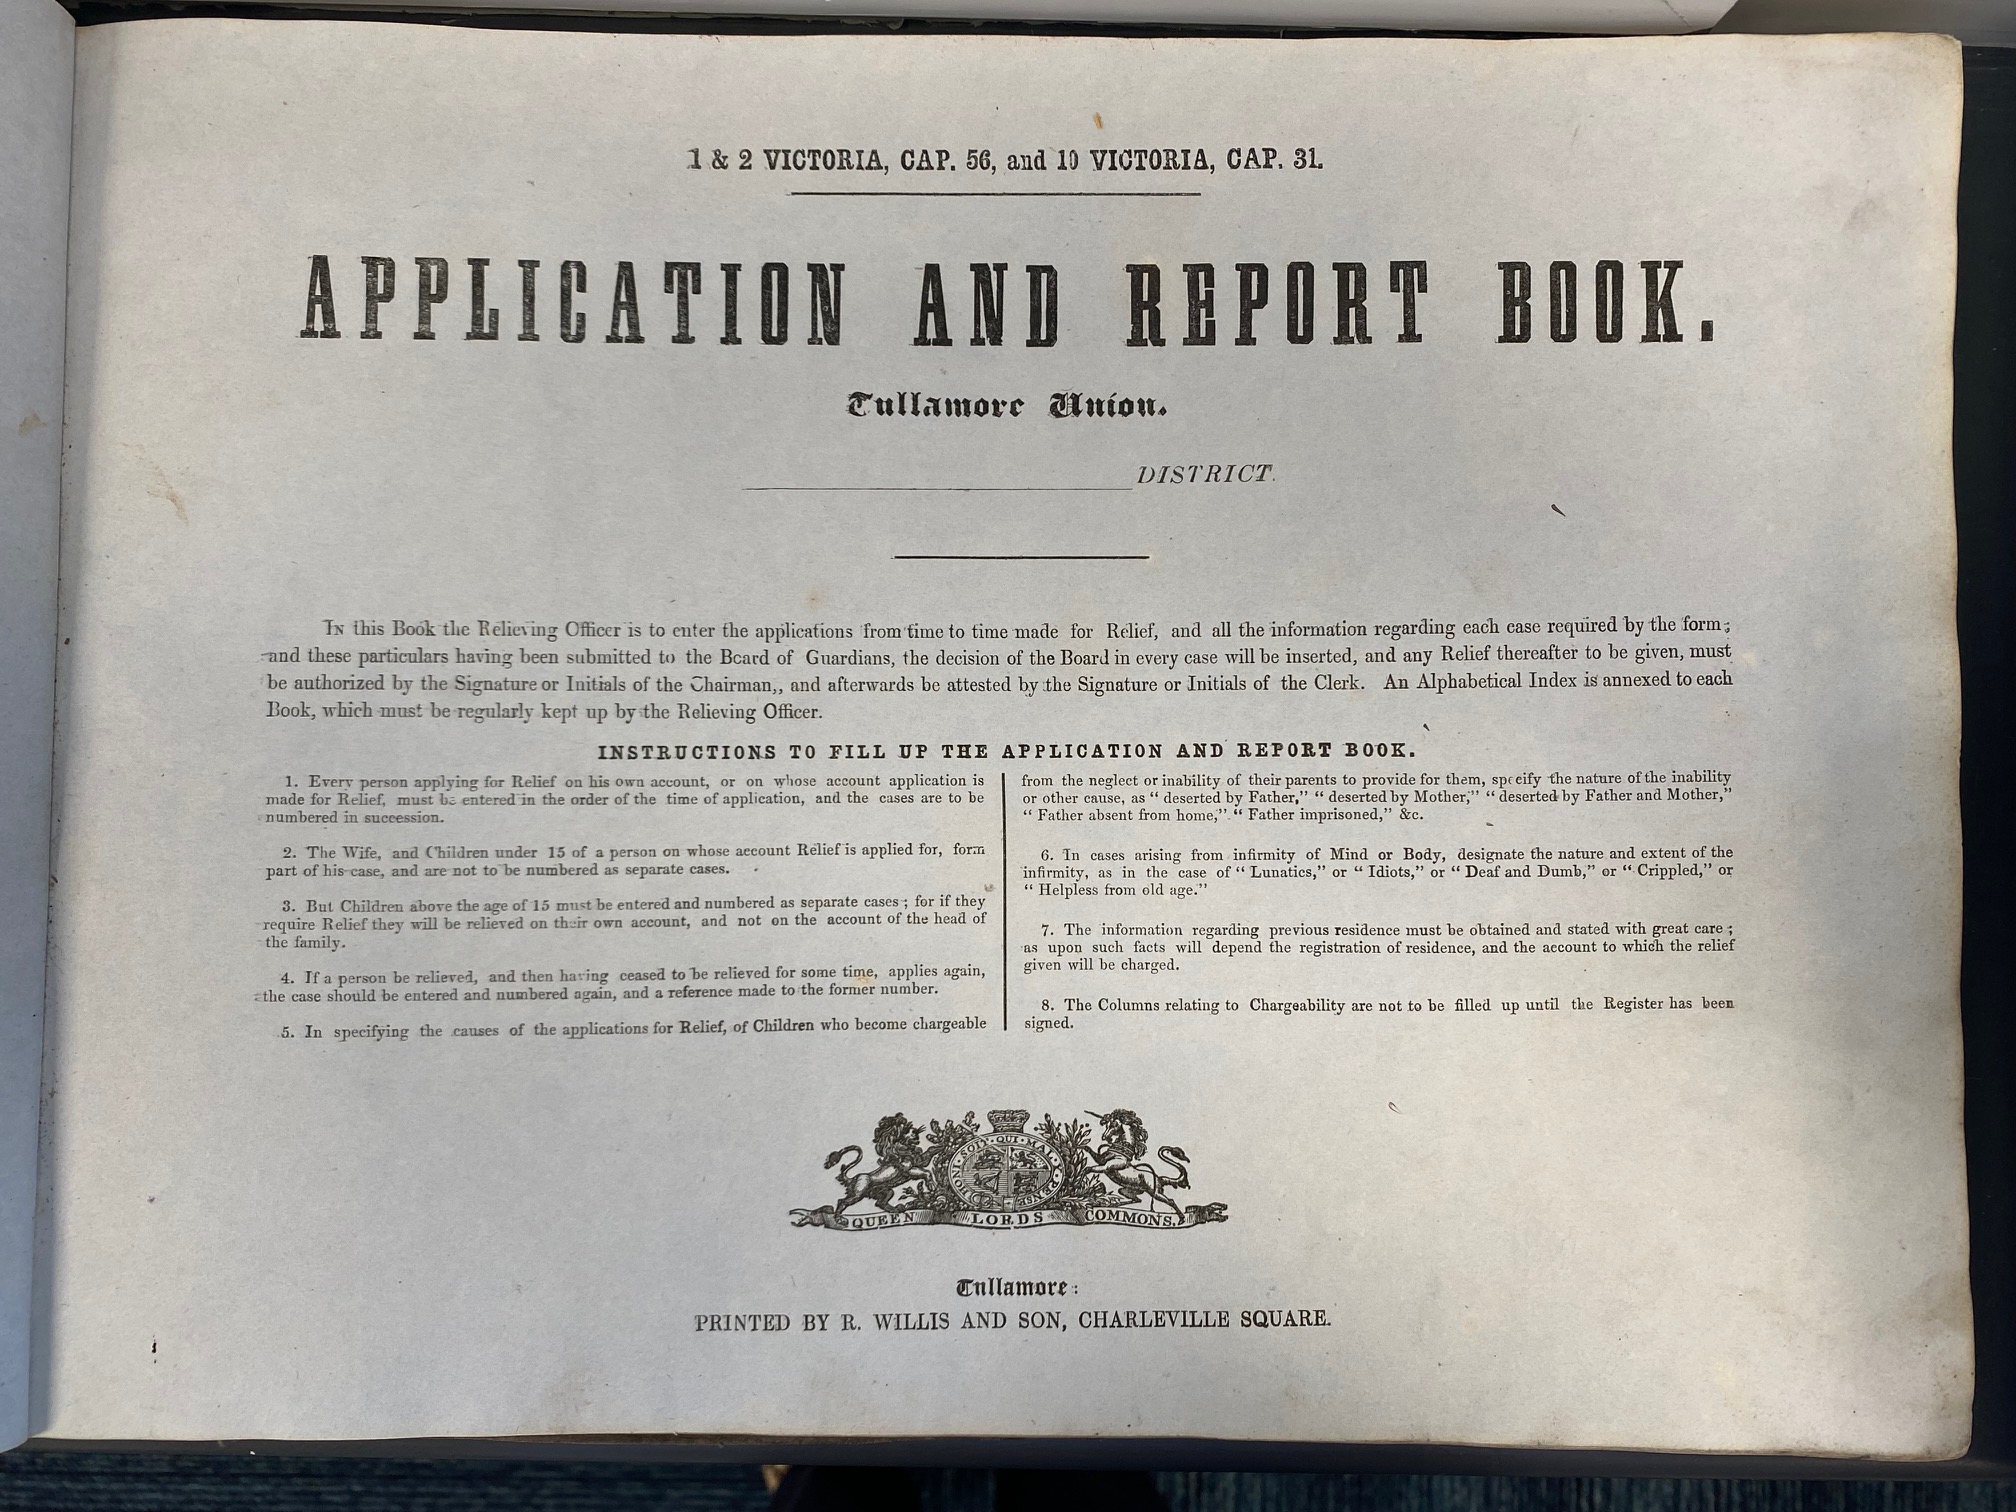 1 & 2 VICTORIA, CAP. 56, and 10 VICTORIA, CAP. 31.
APPLICATION AND REPORT BOOK.
Tullamore Union.
DISTRICT.
IN this Book the Relieving Officer is to enter the applications from time to time made for Relief, and all the information regarding each case required by the form;
and these particulars having been submitted to the Board of Guardians, the decision of the Board in every case will be inserted, and any Relief thereafter to be given, must
be authorized by the Signature or Initials of the Chairman,, and afterwards be attested by the Signature or Initials of the Clerk. An Alphabetical Index is annexed to each
Book, which must be regularly kept up by the Relieving Officer.
INSTRUCTIONS TO FILL UP THE APPLICATION AND REPORT BOOK.
1. Every person applying for Relief on his own account, or on whose account application is
made for Relief, must be entered in the order of the time of application, and the cases are to be
numbered in succession.
2. The Wife, and Children under 15 of a person on whose account Relief is applied for, form
part of his case, and are not to be numbered as separate cases.
3. But Children above the age of 15 must be entered and numbered as separate cases; for if they
require Relief they will be relieved on their own account, and not on the account of the head of
the family.
4. If a person be relieved, and then having ceased to be relieved for some time, applies again,
the case should be entered and numbered again, and a reference made to the former number.
5. In specifying the causes of the applications for Relief, of Children who become chargeable
from the neglect or inability of their parents to provide for them, specify the nature of the inability
or other cause, as “ deserted by Father,” “ deserted by Mother,” “ deserted by Father and Mother,”
“ Father absent from home,” “ Father imprisoned,” &c.
6. In cases arising from infirmity of Mind or Body, designate the nature and extent of the
infirmity, as in the case of “ Lunatics,” or “ Idiots,” or “ Deaf and Dumb,” or “ Crippled,” or
“ Helpless from old age.”
7. The information regarding previous residence must be obtained and stated with great care;
as upon such facts will depend the registration of residence, and the account to which the relief
given will be charged.
8. The Columns relating to Chargeability are not to be filled up until the Register has been
signed.
HONI · SOIT · QUI · MAL · Y · PENSE
QUEEN LORDS COMMONS.
Tullamore:
PRINTED BY R. WILLIS AND SON, CHARLEVILLE SQUARE.